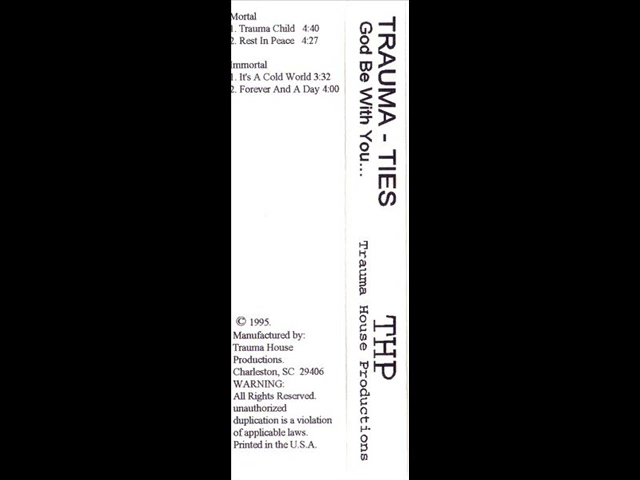 Mortal
1. Trauma Child 4:40
2. Rest In Peace 4:27
Immortal
1. It's A Cold World 3:32
2. Forever And A Day 4:00
© 1995.
Manufactured by:
Trauma House
Productions.
Charleston, SC 29406
WARNING:
All Rights Reserved.
unauthorized
duplication is a violation
of applicable laws.
Printed in the U.S.A.
TRAUMA - TIES
God Be With You...
THP
Trauma House Productions